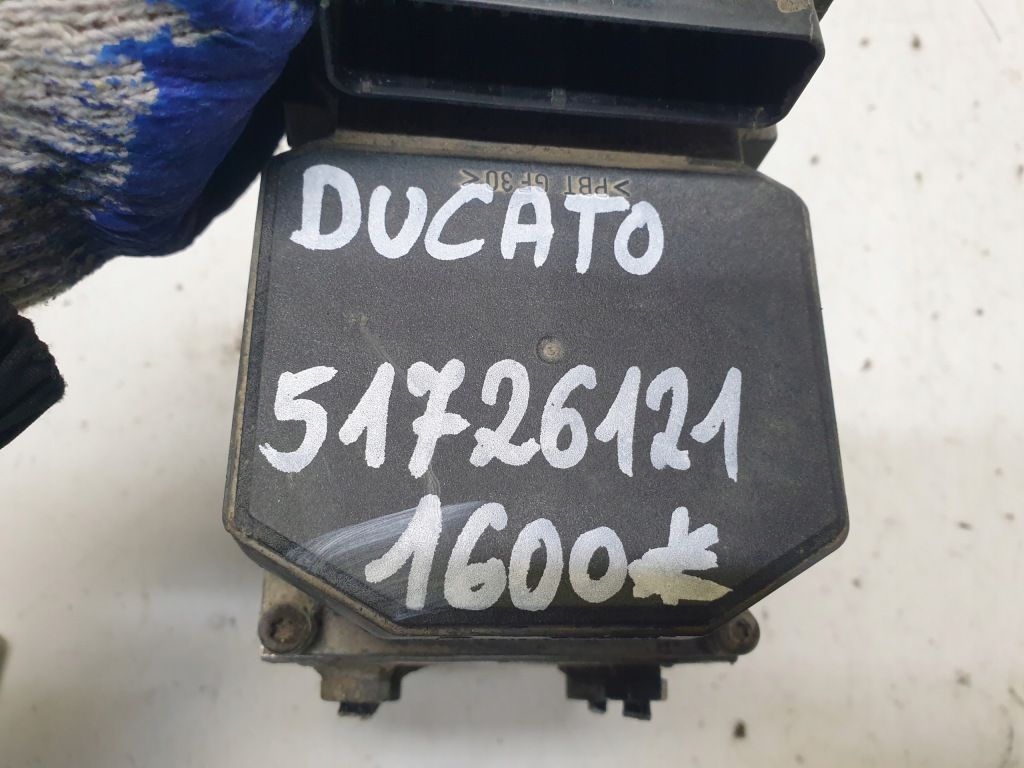 >PBT GF30<
DUCATO
51726121
1600*